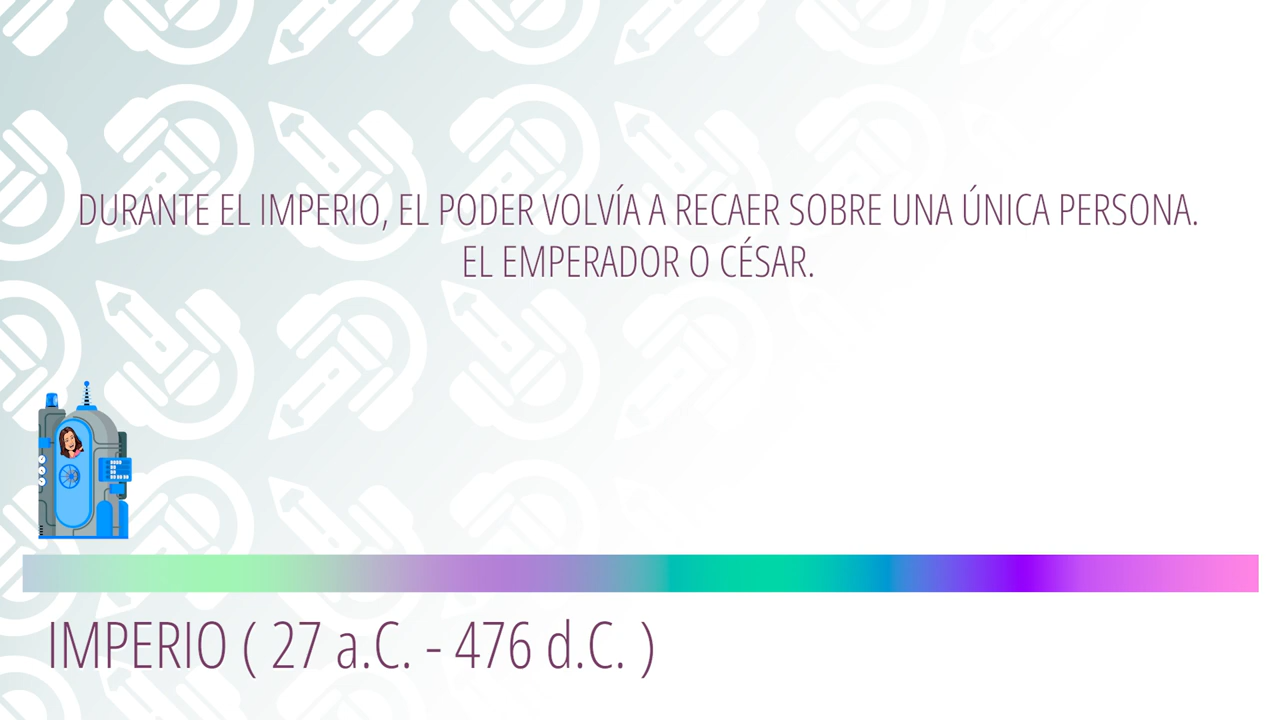 DURANTE EL IMPERIO, EL PODER VOLVÍA A RECAER SOBRE UNA ÚNICA PERSONA.
EL EMPERADOR O CÉSAR.
IMPERIO ( 27 a.C. - 476 d.C. )